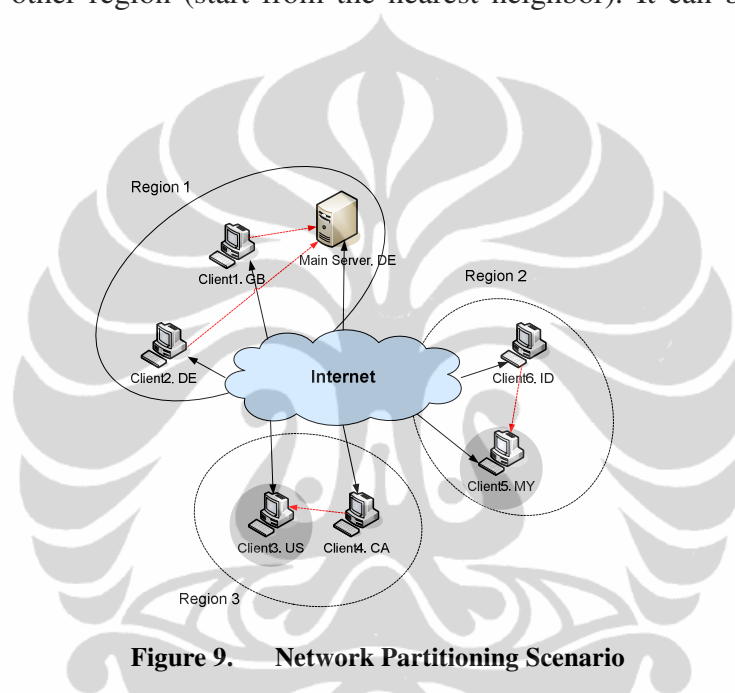 other region (start from the nearest neighbor). It can b
Region 1
Main Server. DE
Client1. GB
Region 2
Client2. DE
Internet
Client6. ID
Client5. MY
Client3. US
Client4. CA
Region 3
Figure 9. Network Partitioning Scenario